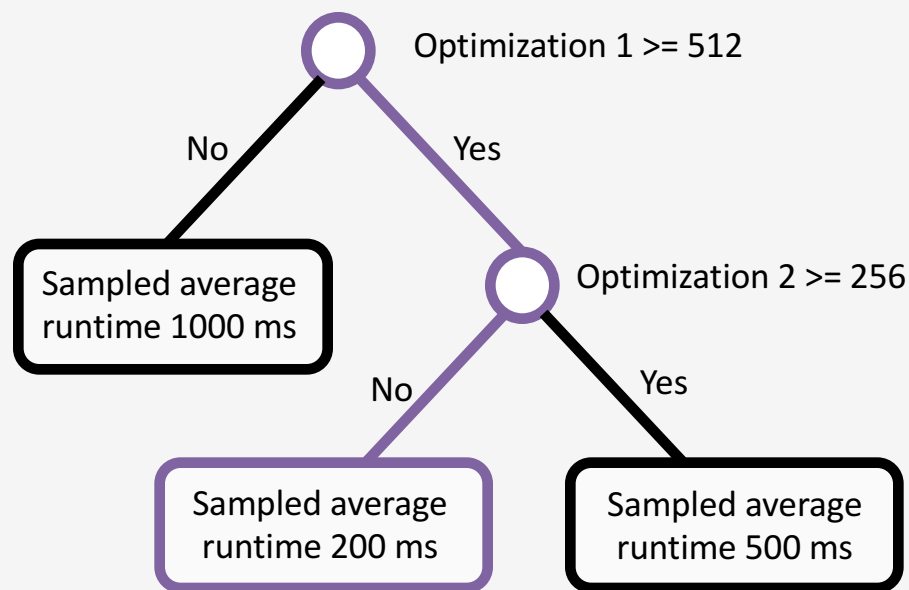 Optimization 1 >= 512
No
Yes
Sampled average
runtime 1000 ms
Optimization 2 >= 256
No
Yes
Sampled average
runtime 200 ms
Sampled average
runtime 500 ms